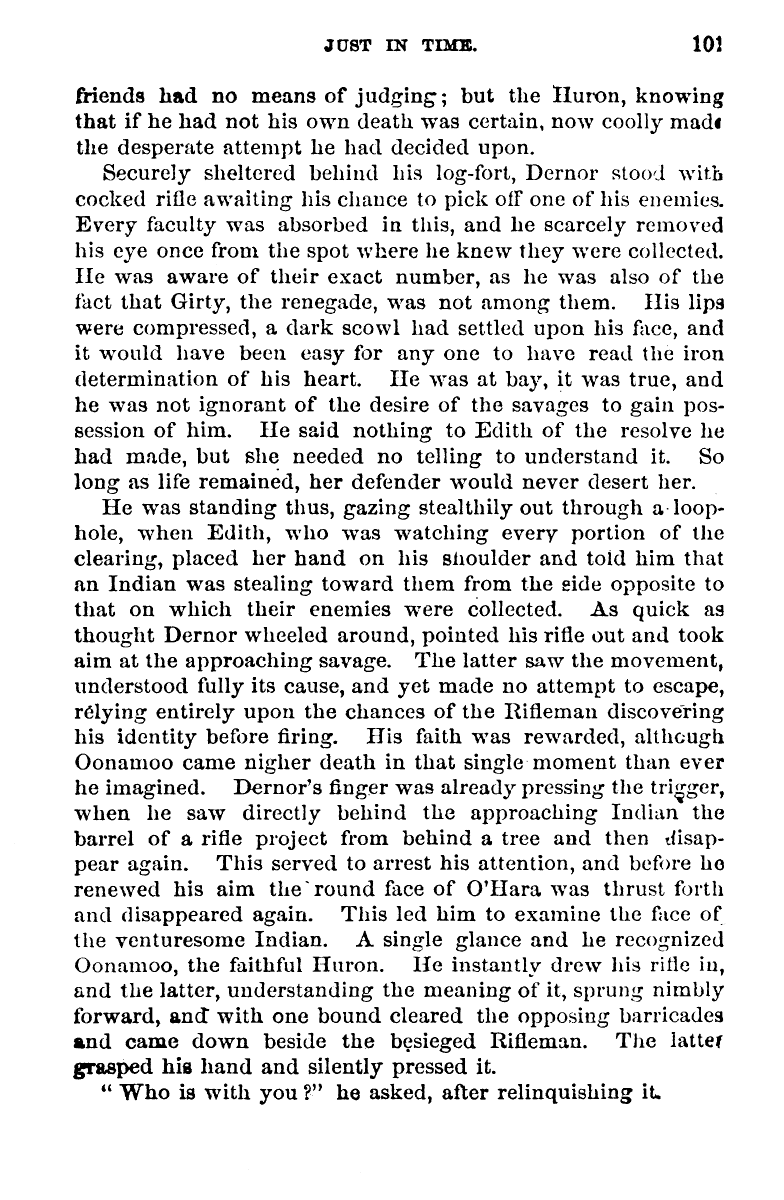 JUST IN TIME. 101
friends had no means of judging; but the Huron, knowing
that if he had not his own death was certain, now coolly made
the desperate attempt he had decided upon.
Securely sheltered behind his log-fort, Dernor stood with
cocked rifle awaiting his chance to pick off one of his enemies.
Every faculty was absorbed in this, and he scarcely removed
his eye once from the spot where he knew they were collected.
He was aware of their exact number, as he was also of the
fact that Girty, the renegade, was not among them. His lips
were compressed, a dark scowl had settled upon his face, and
it would have been easy for any one to have read the iron
determination of his heart. He was at bay, it was true, and
he was not ignorant of the desire of the savages to gain pos-
session of him. He said nothing to Edith of the resolve he
had made, but she needed no telling to understand it. So
long as life remained, her defender would never desert her.
He was standing thus, gazing stealthily out through a loop-
hole, when Edith, who was watching every portion of the
clearing, placed her hand on his shoulder and told him that
an Indian was stealing toward them from the side opposite to
that on which their enemies were collected. As quick as
thought Dernor wheeled around, pointed his rifle out and took
aim at the approaching savage. The latter saw the movement,
understood fully its cause, and yet made no attempt to escape,
relying entirely upon the chances of the Rifleman discovering
his identity before firing. His faith was rewarded, although
Oonamoo came nigher death in that single moment than ever
he imagined. Dernor's finger was already pressing the trigger,
when he saw directly behind the approaching Indian the
barrel of a rifle project from behind a tree and then disap-
pear again. This served to arrest his attention, and before he
renewed his aim the round face of O'Hara was thrust forth
and disappeared again. This led him to examine the face of
the venturesome Indian. A single glance and he recognized
Oonamoo, the faithful Huron. He instantly drew his rifle in,
and the latter, understanding the meaning of it, sprung nimbly
forward, and with one bound cleared the opposing barricades
and came down beside the besieged Rifleman. The latter
grasped his hand and silently pressed it.
"Who is with you?" he asked, after relinquishing it.